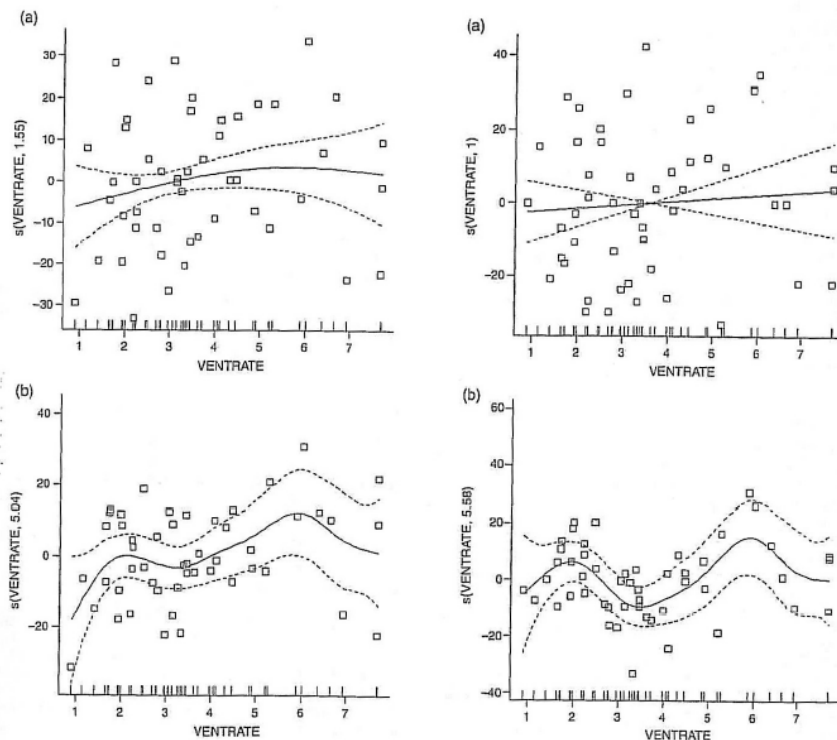 (a)
30
20
10
0
-10
-20
-30
s(VENTRATE, 1.55)
1 2 3 4 5 6 7
VENTRATE
(a)
40
20
0
-20
s(VENTRATE, 1)
1 2 3 4 5 6 7
VENTRATE
(b)
40
20
0
-20
s(VENTRATE, 5.04)
1 2 3 4 5 6 7
VENTRATE
(b)
60
40
20
0
-20
-40
s(VENTRATE, 5.58)
1 2 3 4 5 6 7
VENTRATE